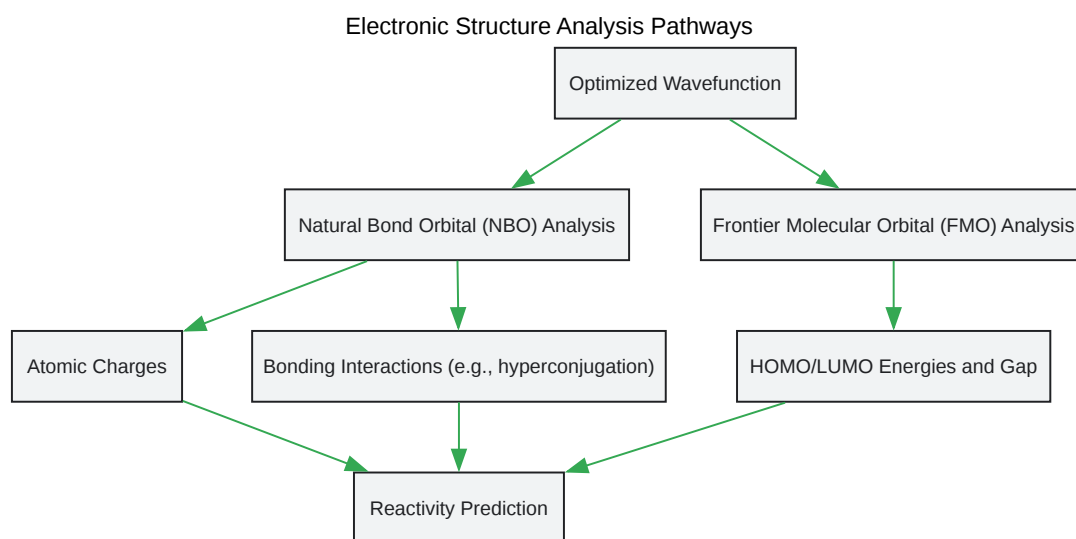 Electronic Structure Analysis Pathways
Optimized Wavefunction
Natural Bond Orbital (NBO) Analysis
Frontier Molecular Orbital (FMO) Analysis
Atomic Charges
Bonding Interactions (e.g., hyperconjugation)
HOMO/LUMO Energies and Gap
Reactivity Prediction